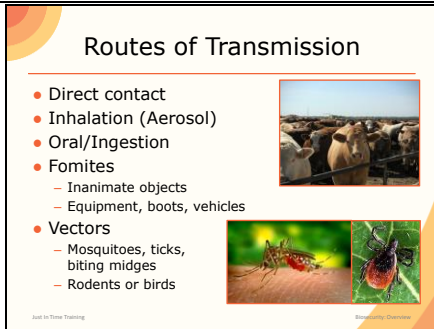 Routes of Transmission
● Direct contact
● Inhalation (Aerosol)
● Oral/Ingestion
● Fomites
– Inanimate objects
– Equipment, boots, vehicles
● Vectors
– Mosquitoes, ticks,
biting midges
– Rodents or birds
Just In Time Training
Biosecurity: Overview